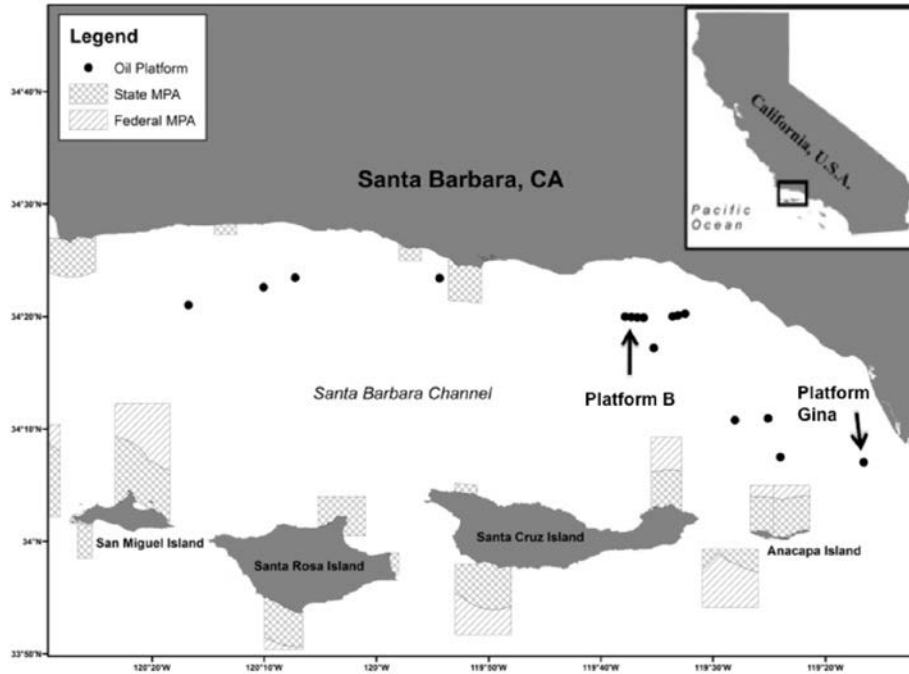 Legend
Oil Platform
State MPA
Federal MPA
California, U.S.A.
Pacific
Ocean
34°40'N
34°30'N
34°20'N
34°10'N
34°N
33°50'N
Santa Barbara, CA
Santa Barbara Channel
Platform B
Platform
Gina
San Miguel Island
Santa Rosa Island
Santa Cruz Island
Anacapa Island
120°20'W
120°10'W
120°W
119°50'W
119°40'W
119°30'W
119°20'W